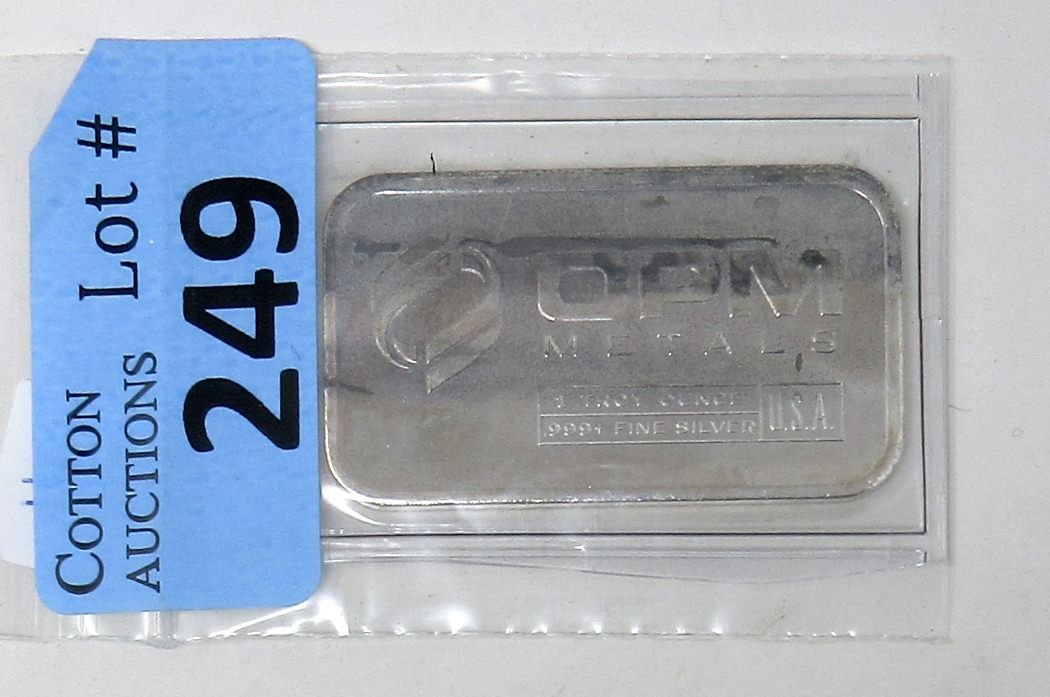 COTTON
AUCTIONS
Lot #
249
OPM
METALS
1 TROY OUNCE
.999+ FINE SILVER
U.S.A.